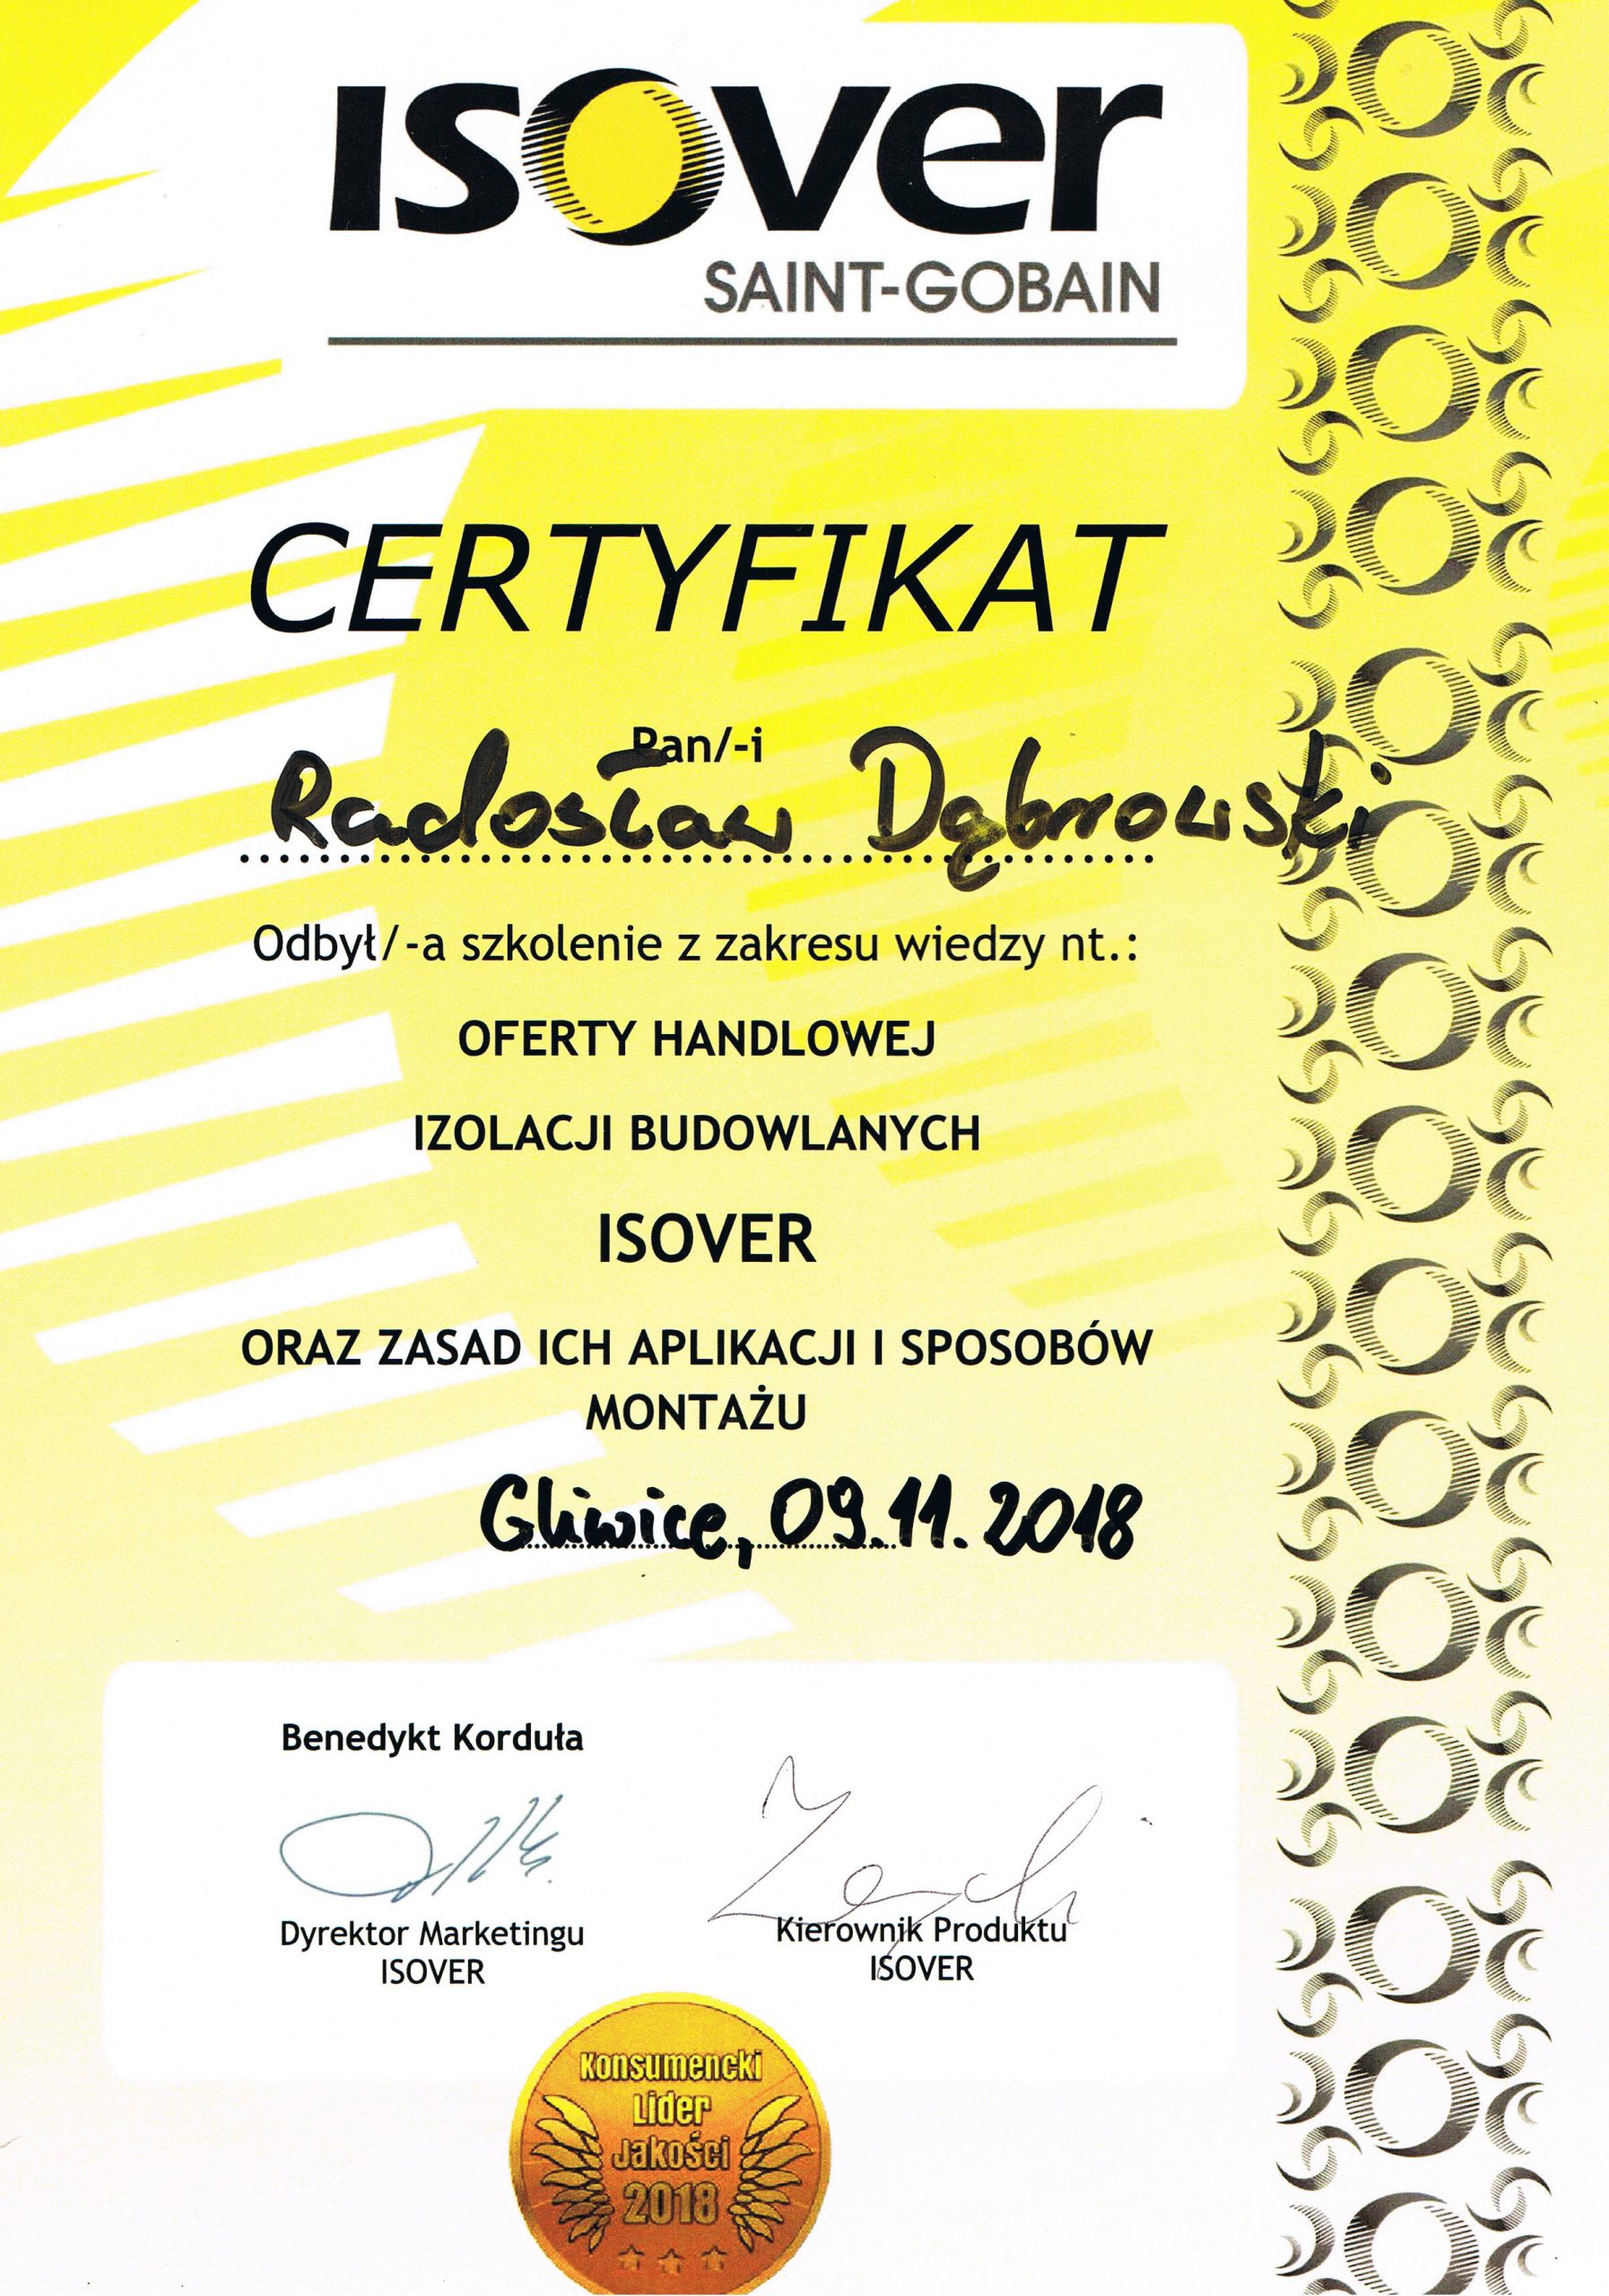 ISOVER
SAINT-GOBAIN
CERTYFIKAT
Pan/-i
Radosław Dąbrowski
Odbył/-a szkolenie z zakresu wiedzy nt.:
OFERTY HANDLOWEJ
IZOLACJI BUDOWLANYCH
ISOVER
ORAZ ZASAD ICH APLIKACJI I SPOSOBÓW
MONTAŻU
Gliwice, 09.11.2018
Benedykt Korduła
Dyrektor Marketingu
ISOVER
Kierownik Produktu
ISOVER
Konsumencki
Lider
Jakości
2018